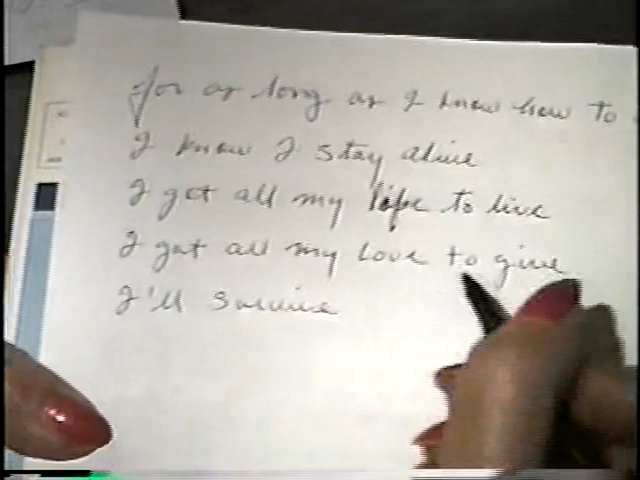 for as long as I know how to
I know I stay alive
I got all my life to live
I got all my love to give
I'll survive